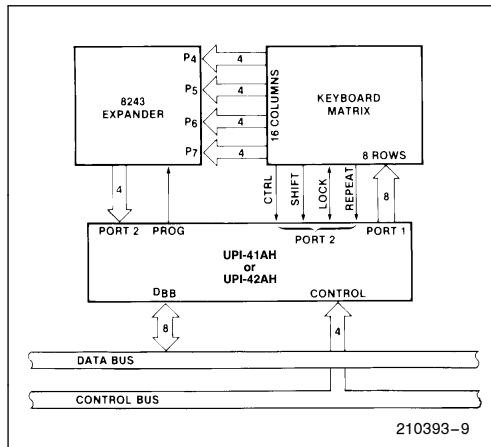 8243
EXPANDER
P4
P5
P6
P7
4
4
4
4
16 COLUMNS
KEYBOARD
MATRIX
8 ROWS
4
CTRL
SHIFT
LOCK
REPEAT
8
PORT 2
PROG
PORT 2
PORT 1
UPI-41AH
or
UPI-42AH
DBB
CONTROL
8
4
DATA BUS
CONTROL BUS
210393–9